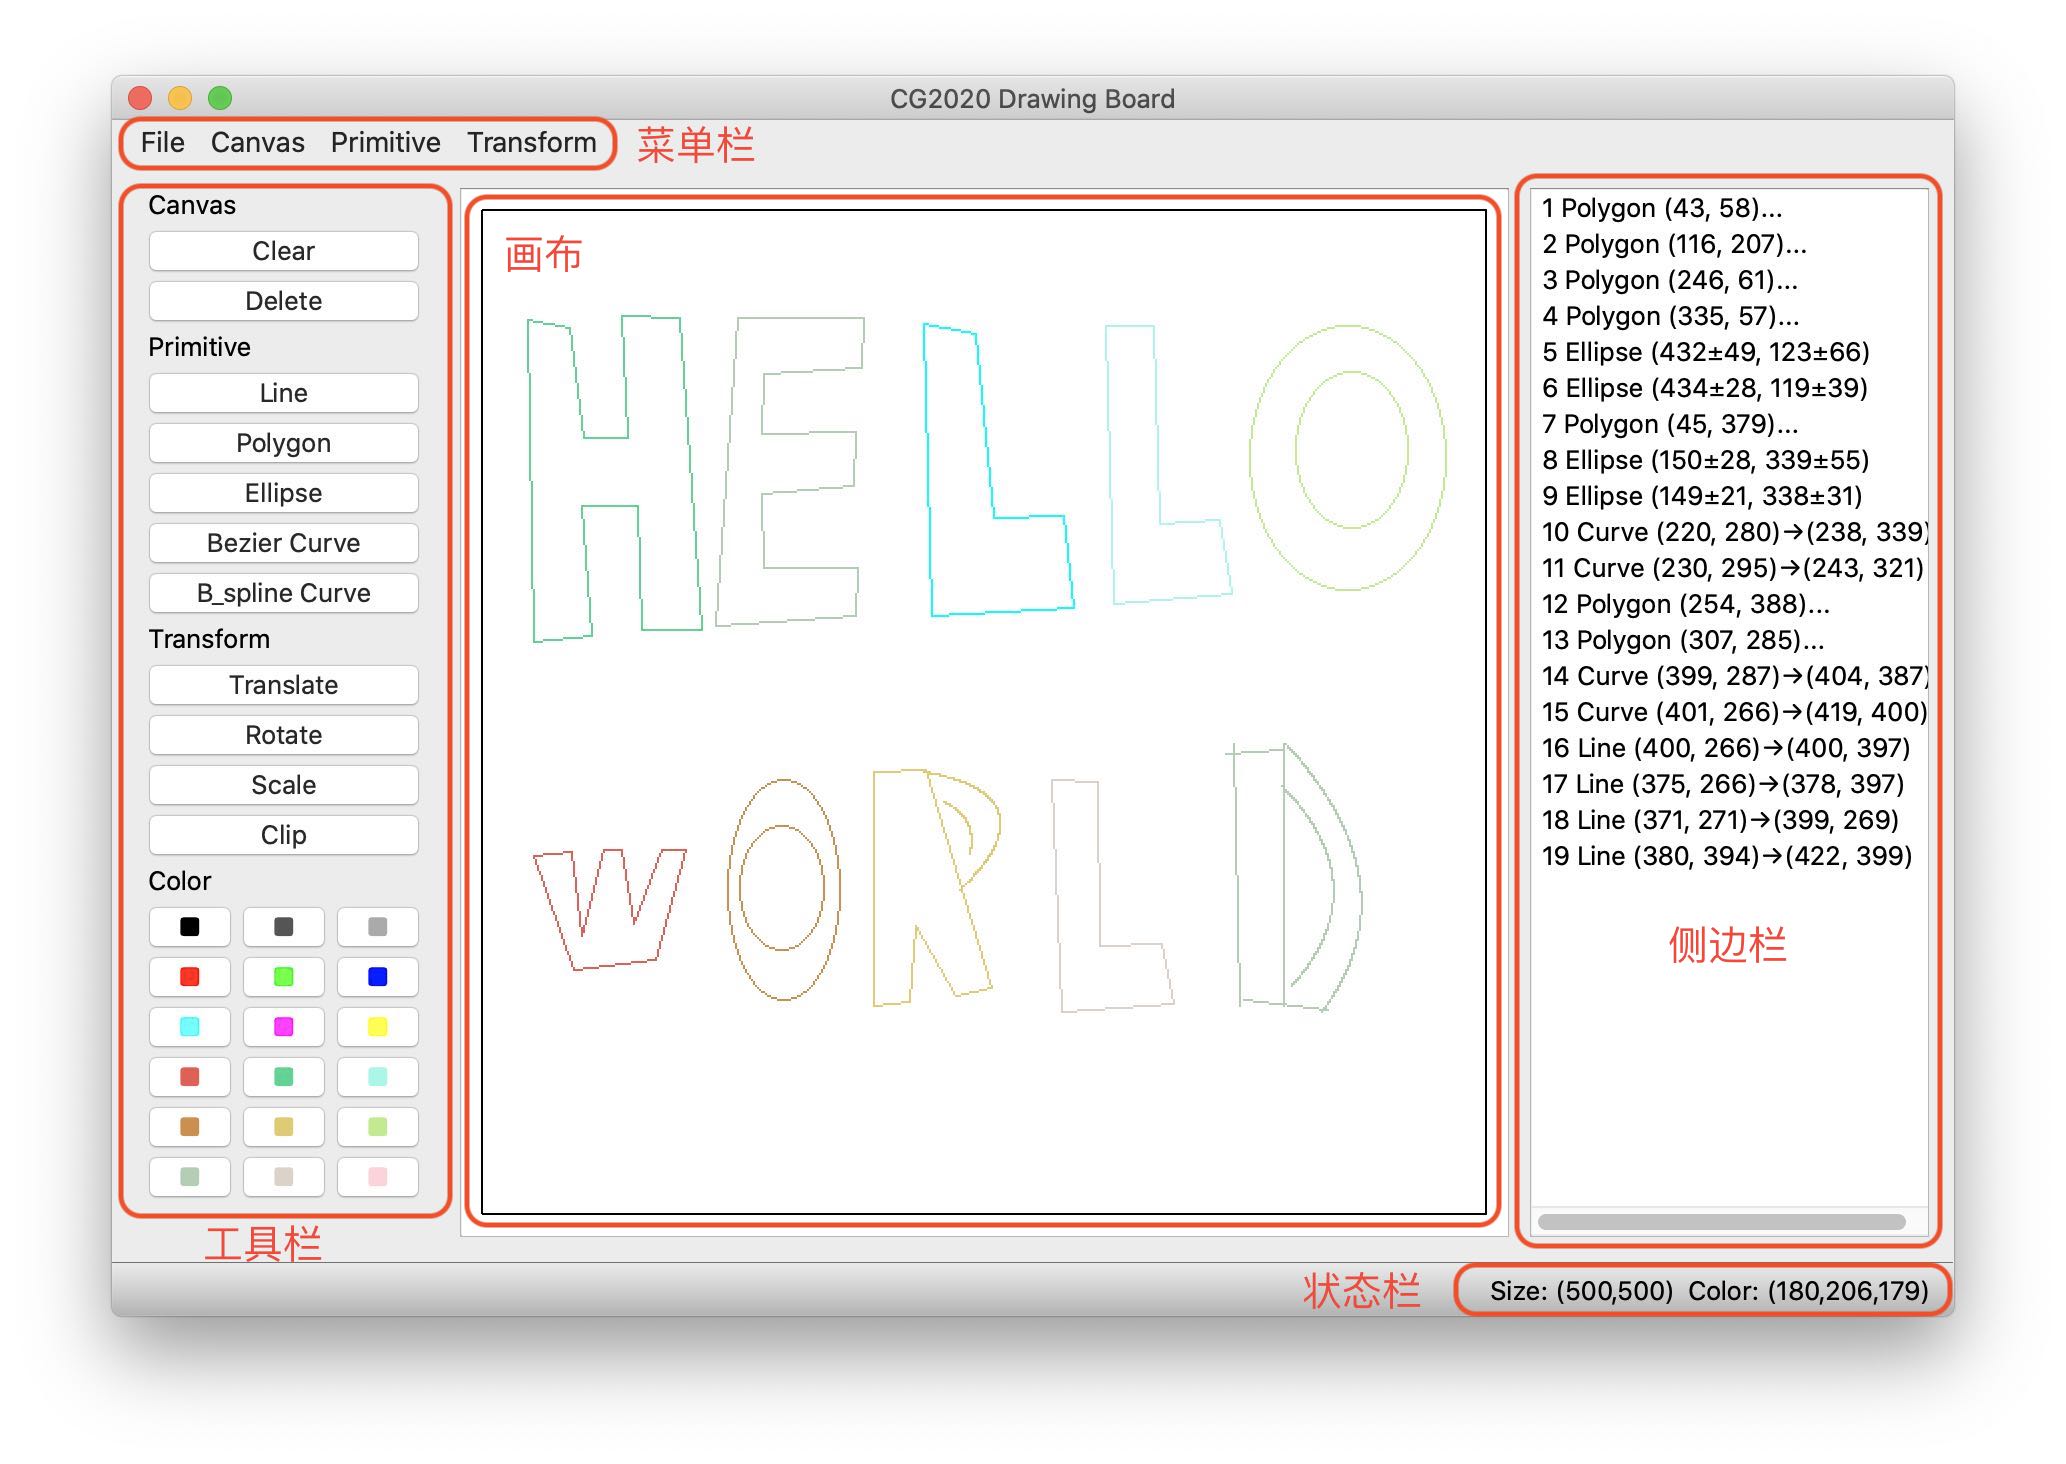 CG2020 Drawing Board
File Canvas Primitive Transform 菜单栏
Canvas
Clear
Delete
Primitive
Line
Polygon
Ellipse
Bezier Curve
B_spline Curve
Transform
Translate
Rotate
Scale
Clip
Color
工具栏
画布
HELLO
WORLD
1 Polygon (43, 58)...
2 Polygon (116, 207)...
3 Polygon (246, 61)...
4 Polygon (335, 57)...
5 Ellipse (432±49, 123±66)
6 Ellipse (434±28, 119±39)
7 Polygon (45, 379)...
8 Ellipse (150±28, 339±55)
9 Ellipse (149±21, 338±31)
10 Curve (220, 280)→(238, 339)
11 Curve (230, 295)→(243, 321)
12 Polygon (254, 388)...
13 Polygon (307, 285)...
14 Curve (399, 287)→(404, 387)
15 Curve (401, 266)→(419, 400)
16 Line (400, 266)→(400, 397)
17 Line (375, 266)→(378, 397)
18 Line (371, 271)→(399, 269)
19 Line (380, 394)→(422, 399)
侧边栏
状态栏 Size: (500,500) Color: (180,206,179)